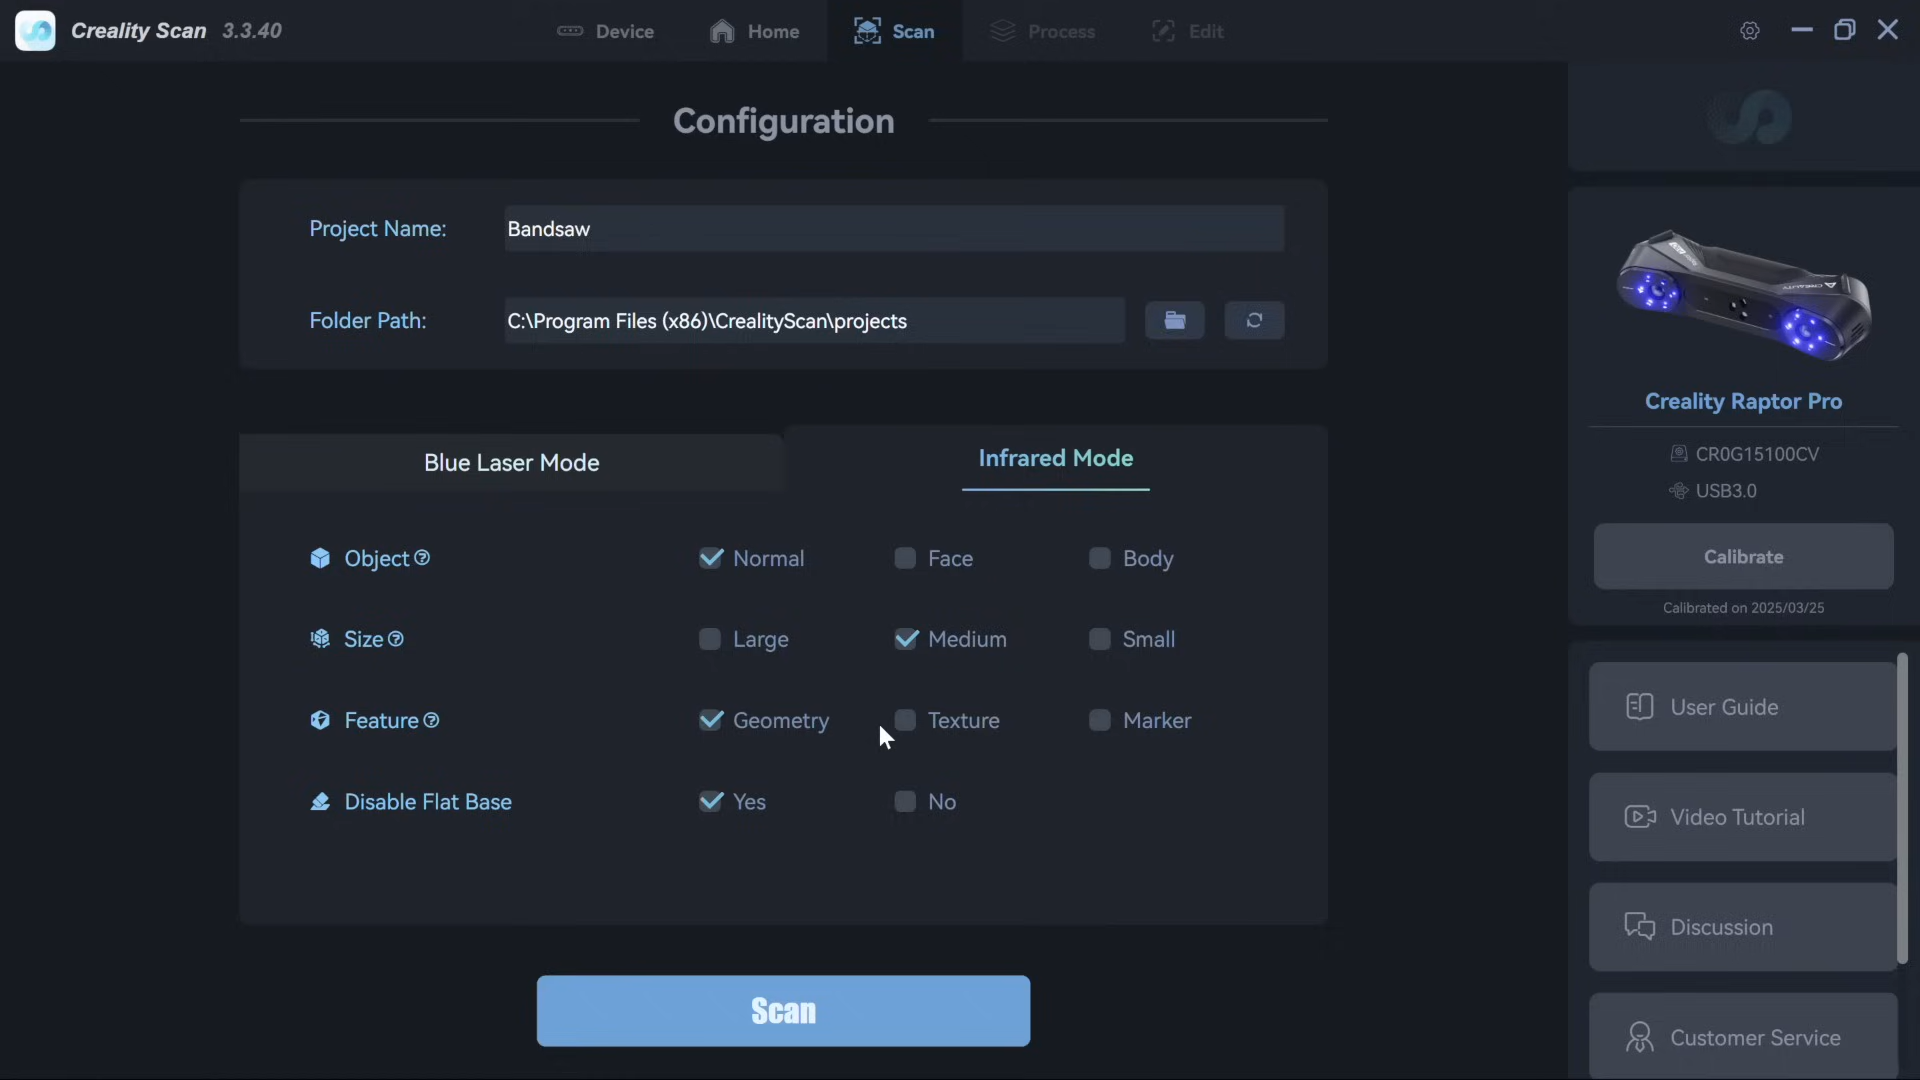 Creality Scan 3.3.40
Device
Home
Scan
Process
Edit
Configuration
Project Name: Bandsaw
Folder Path: C:\Program Files (x86)\CrealityScan\projects
Blue Laser Mode
Infrared Mode
Object Normal Face Body
Size Large Medium Small
Feature Geometry Texture Marker
Disable Flat Base Yes No
Scan
Creality Raptor Pro
CR0G15100CV
USB3.0
Calibrate
Calibrated on 2025/03/25
User Guide
Video Tutorial
Discussion
Customer Service